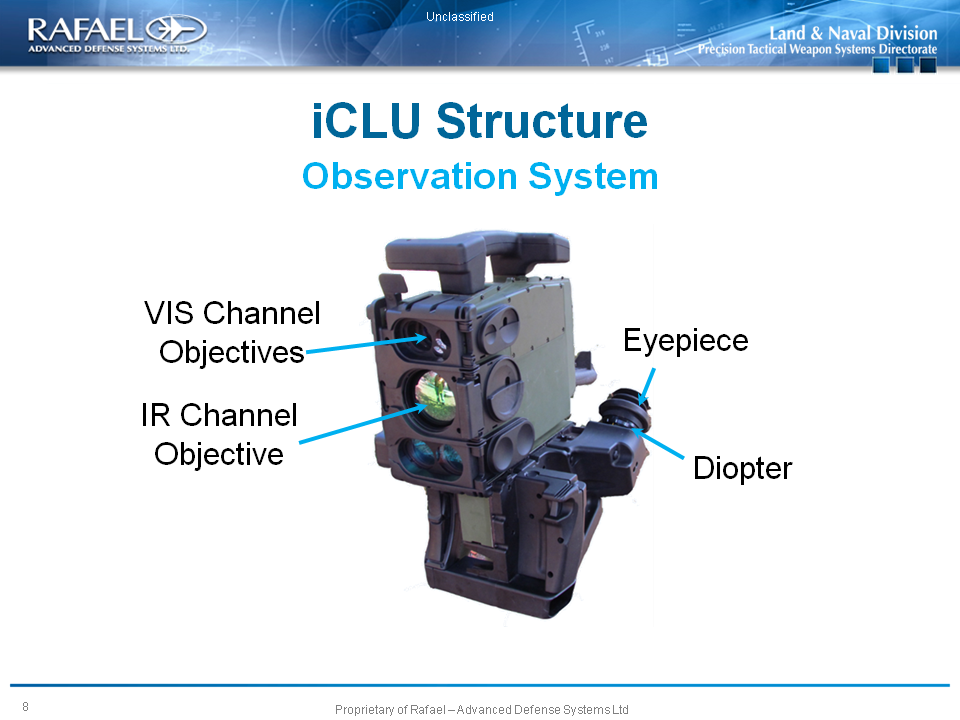 Unclassified
RAFAEL
ADVANCED DEFENSE SYSTEMS LTD.
Land & Naval Division
Precision Tactical Weapon Systems Directorate
iCLU Structure
Observation System
VIS Channel
Objectives
Eyepiece
IR Channel
Objective
Diopter
8
Proprietary of Rafael – Advanced Defense Systems Ltd